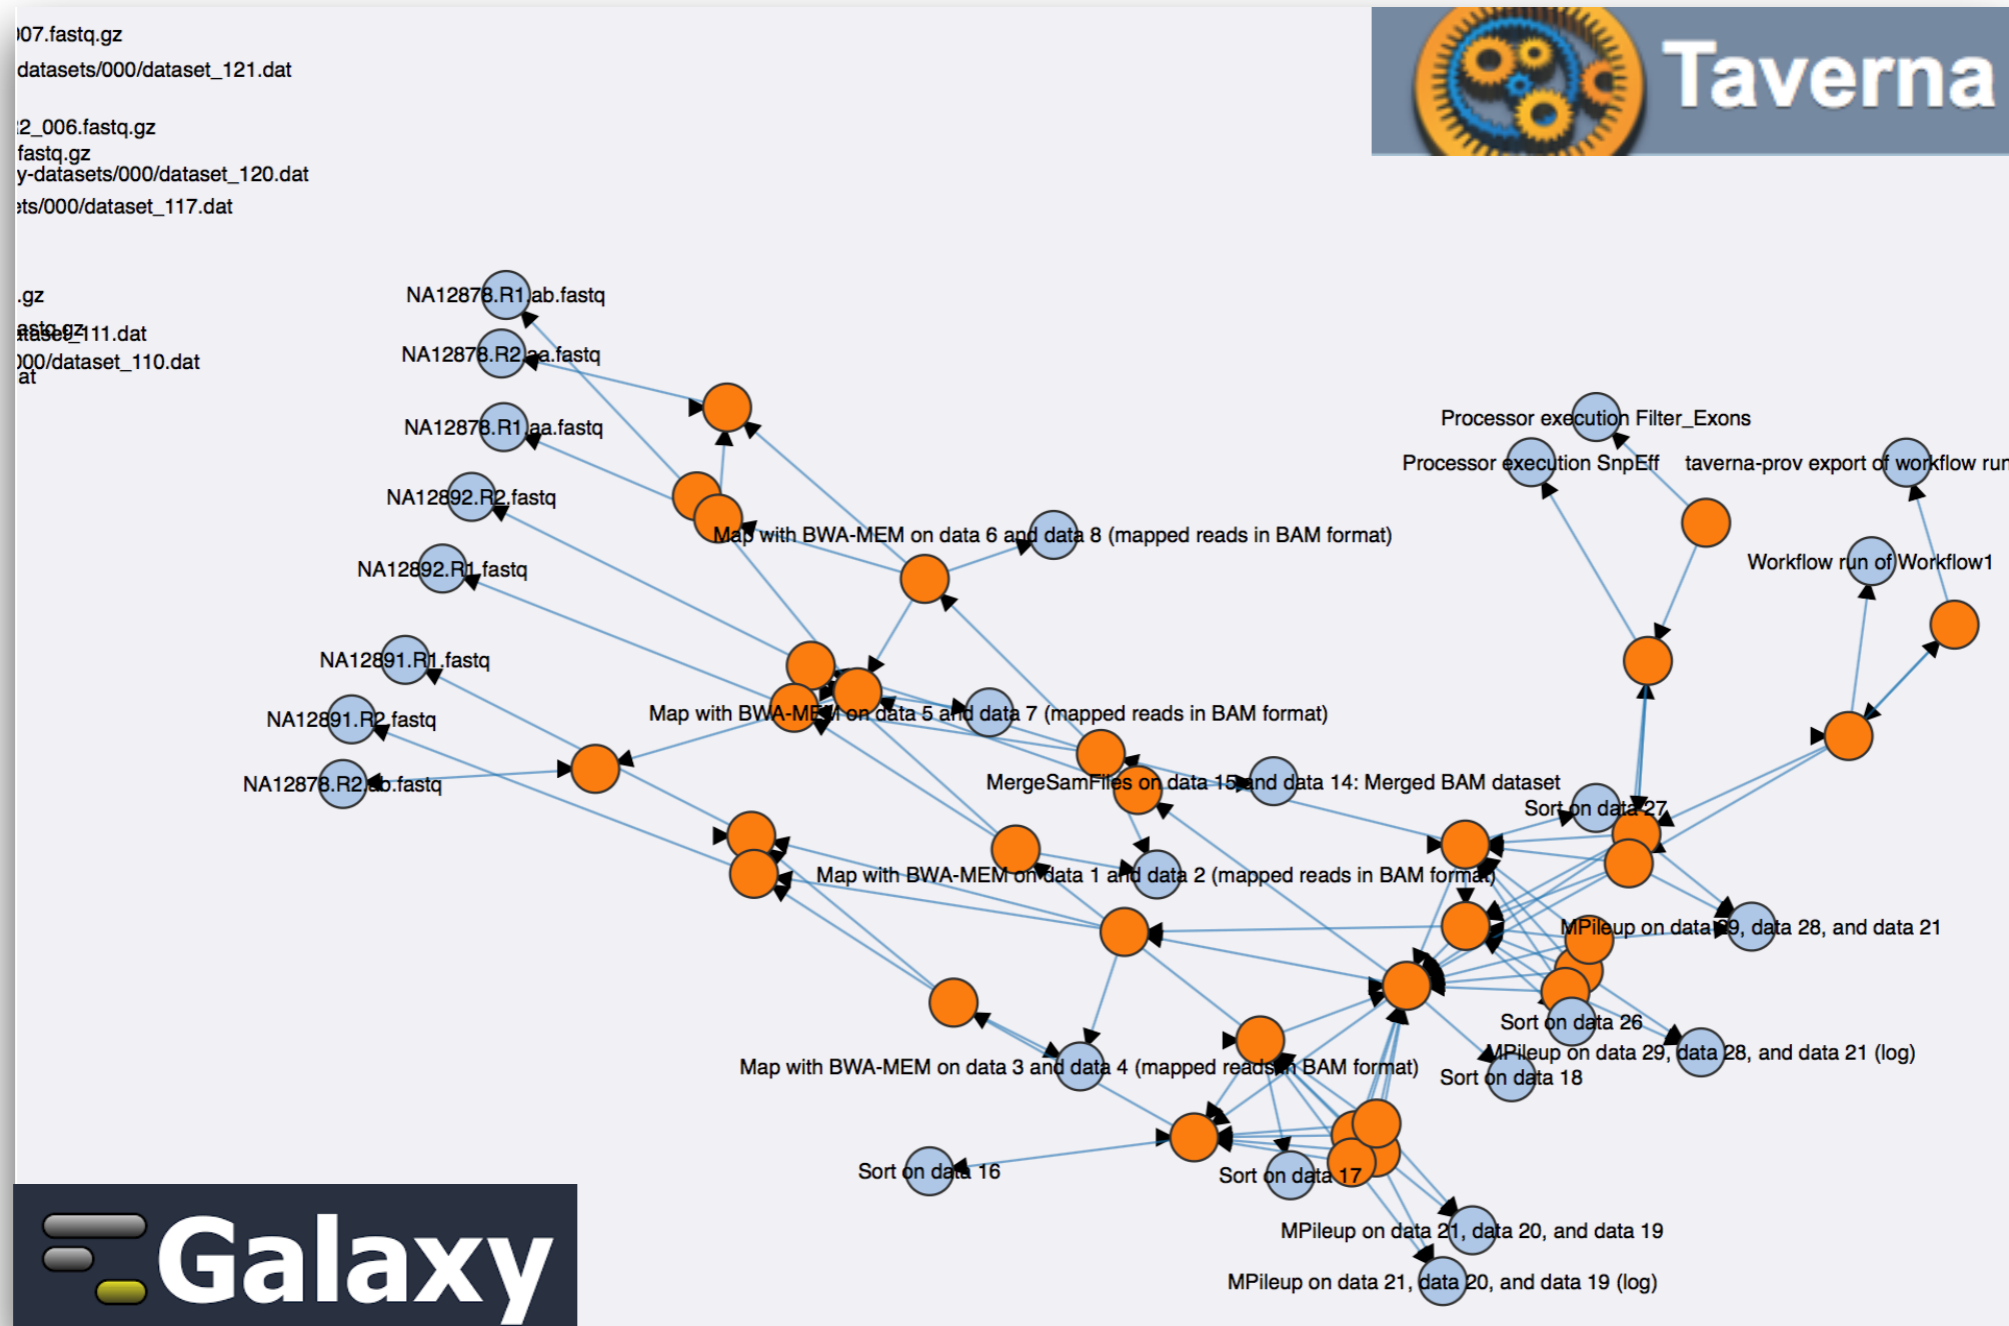 007.fastq.gz
datasets/000/dataset_121.dat
R2_006.fastq.gz
fastq.gz
y-datasets/000/dataset_120.dat
ets/000/dataset_117.dat
.gz
astq.gz
ataset_111.dat
000/dataset_110.dat
at
Taverna
NA12878.R1.ab.fastq
NA12878.R2.aa.fastq
NA12878.R1.aa.fastq
NA12892.R2.fastq
NA12892.R1.fastq
NA12891.R1.fastq
NA12891.R2.fastq
NA12878.R2.ab.fastq
Processor execution Filter_Exons
Processor execution SnpEff
taverna-prov export of workflow run
Workflow run of Workflow1
Map with BWA-MEM on data 6 and data 8 (mapped reads in BAM format)
Map with BWA-MEM on data 5 and data 7 (mapped reads in BAM format)
MergeSamFiles on data 15 and data 14: Merged BAM dataset
Sort on data 27
Map with BWA-MEM on data 1 and data 2 (mapped reads in BAM format)
MPileup on data 29, data 28, and data 21
Sort on data 26
MPileup on data 29, data 28, and data 21 (log)
Map with BWA-MEM on data 3 and data 4 (mapped reads in BAM format)
Sort on data 18
Sort on data 16
Sort on data 17
MPileup on data 21, data 20, and data 19
MPileup on data 21, data 20, and data 19 (log)
Galaxy